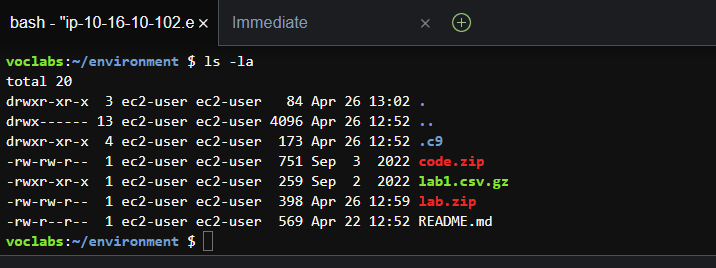 bash - "ip-10-16-10-102.e × Immediate ×
voclabs:~/environment $ ls -la
total 20
drwxr-xr-x  3 ec2-user ec2-user   84 Apr 26 13:02 .
drwx------ 13 ec2-user ec2-user 4096 Apr 26 12:52 ..
drwxr-xr-x  4 ec2-user ec2-user  173 Apr 26 12:52 .c9
-rw-rw-r--  1 ec2-user ec2-user  751 Sep  3  2022 code.zip
-rwxr-xr-x  1 ec2-user ec2-user  259 Sep  2  2022 lab1.csv.gz
-rw-rw-r--  1 ec2-user ec2-user  398 Apr 26 12:59 lab.zip
-rw-r--r--  1 ec2-user ec2-user  569 Apr 22 12:52 README.md
voclabs:~/environment $